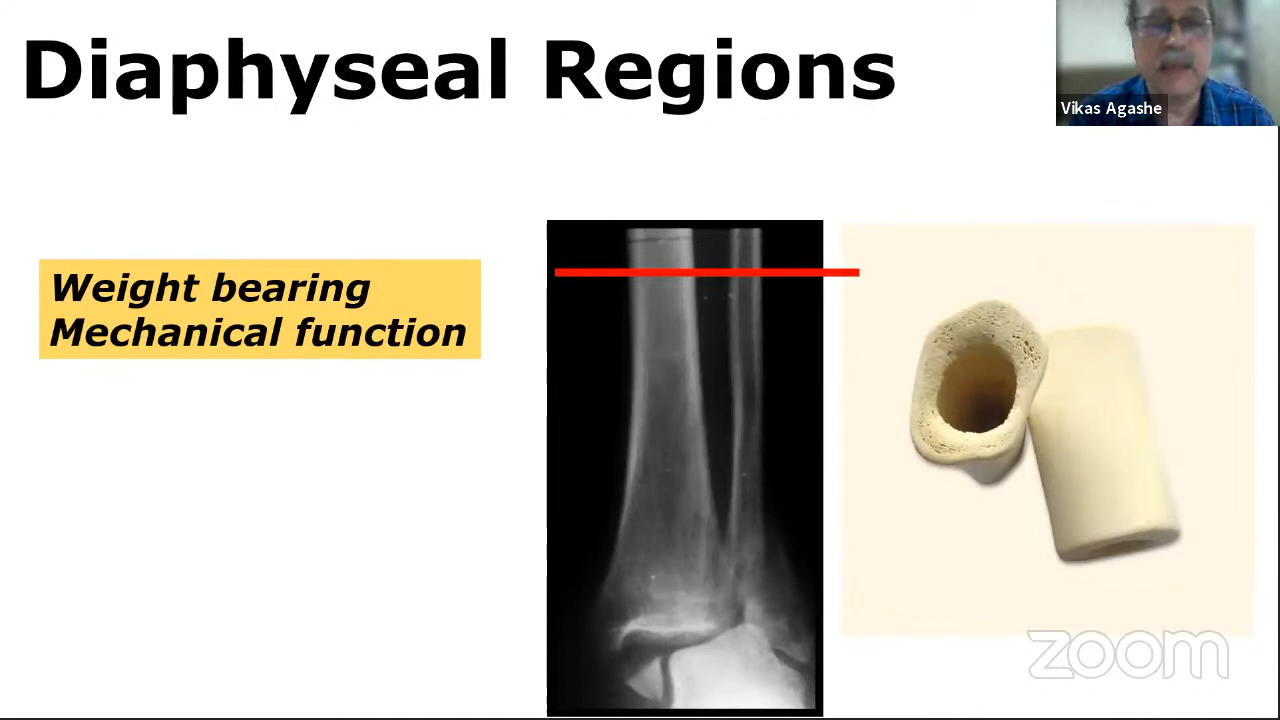 Diaphyseal Regions
Vikas Agashe
Weight bearing
Mechanical function
zoom